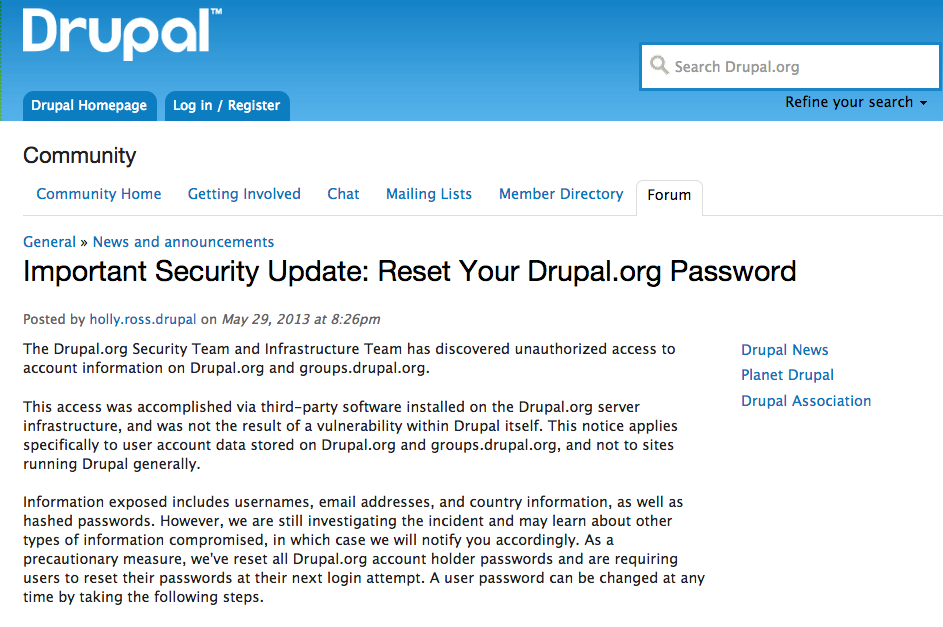 Drupal™
Search Drupal.org
Drupal Homepage
Log in / Register
Refine your search
Community
Community Home
Getting Involved
Chat
Mailing Lists
Member Directory
Forum
General » News and announcements
Important Security Update: Reset Your Drupal.org Password
Posted by holly.ross.drupal on May 29, 2013 at 8:26pm
The Drupal.org Security Team and Infrastructure Team has discovered unauthorized access to
account information on Drupal.org and groups.drupal.org.
This access was accomplished via third-party software installed on the Drupal.org server
infrastructure, and was not the result of a vulnerability within Drupal itself. This notice applies
specifically to user account data stored on Drupal.org and groups.drupal.org, and not to sites
running Drupal generally.
Information exposed includes usernames, email addresses, and country information, as well as
hashed passwords. However, we are still investigating the incident and may learn about other
types of information compromised, in which case we will notify you accordingly. As a
precautionary measure, we've reset all Drupal.org account holder passwords and are requiring
users to reset their passwords at their next login attempt. A user password can be changed at any
time by taking the following steps.
Drupal News
Planet Drupal
Drupal Association